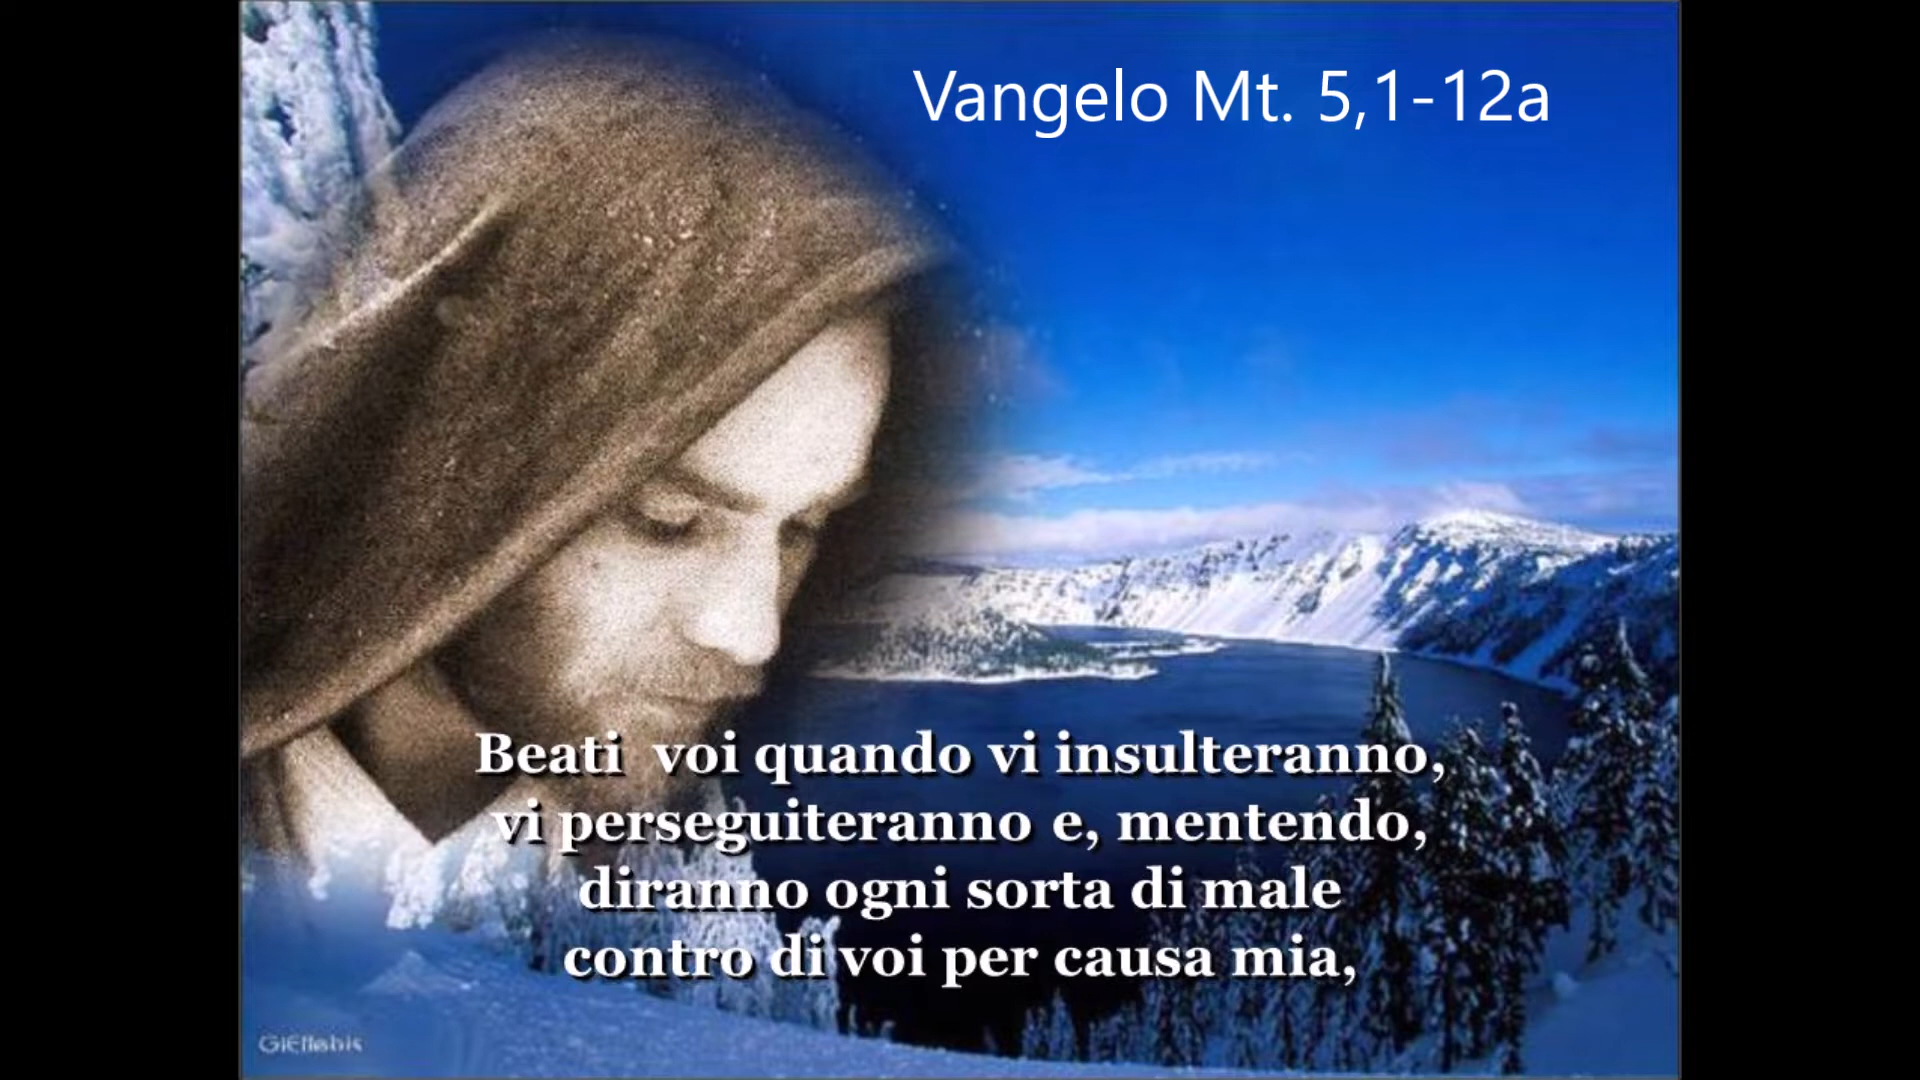 Vangelo Mt. 5,1-12a
Beati  voi quando vi insulteranno,
vi perseguiteranno e, mentendo,
diranno ogni sorta di male
contro di voi per causa mia,